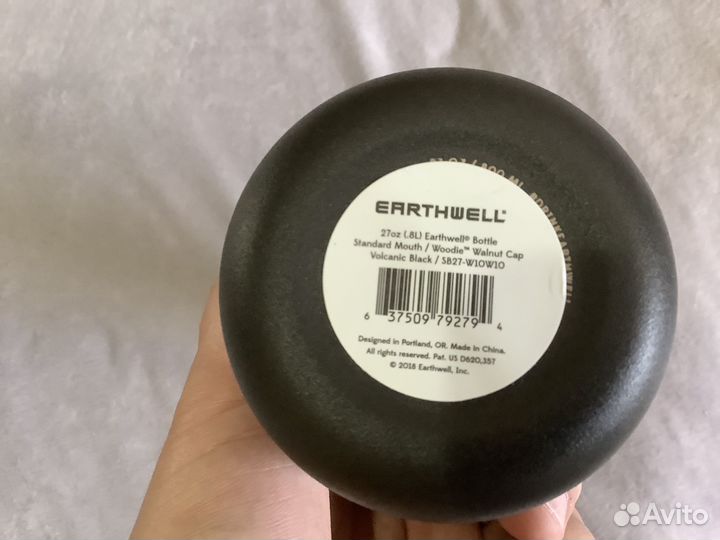 EARTHWELL®
27oz (.8L) Earthwell® Bottle
Standard Mouth / Woodie™ Walnut Cap
Volcanic Black / SB27-W10W10
6 37509 79279 4
Designed in Portland, OR. Made in China.
All rights reserved. Pat. US D620,357
© 2018 Earthwell, Inc.
Avito